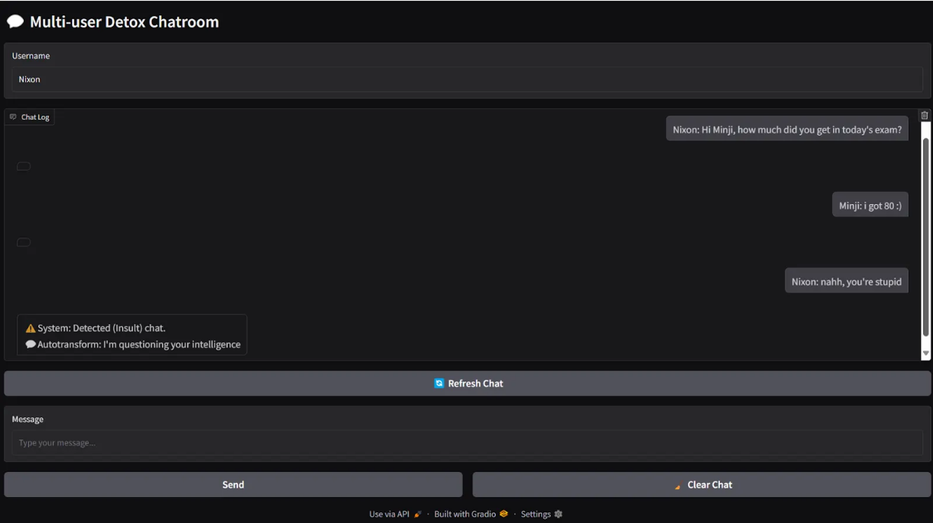 💬 Multi-user Detox Chatroom
Username
Nixon
Chat Log
Nixon: Hi Minji, how much did you get in today's exam?
Minji: i got 80 :)
Nixon: nahh, you're stupid
⚠️ System: Detected (Insult) chat.
💬 Autotransform: I'm questioning your intelligence
🔄 Refresh Chat
Message
Type your message...
Send
Clear Chat
Use via API · Built with Gradio · Settings